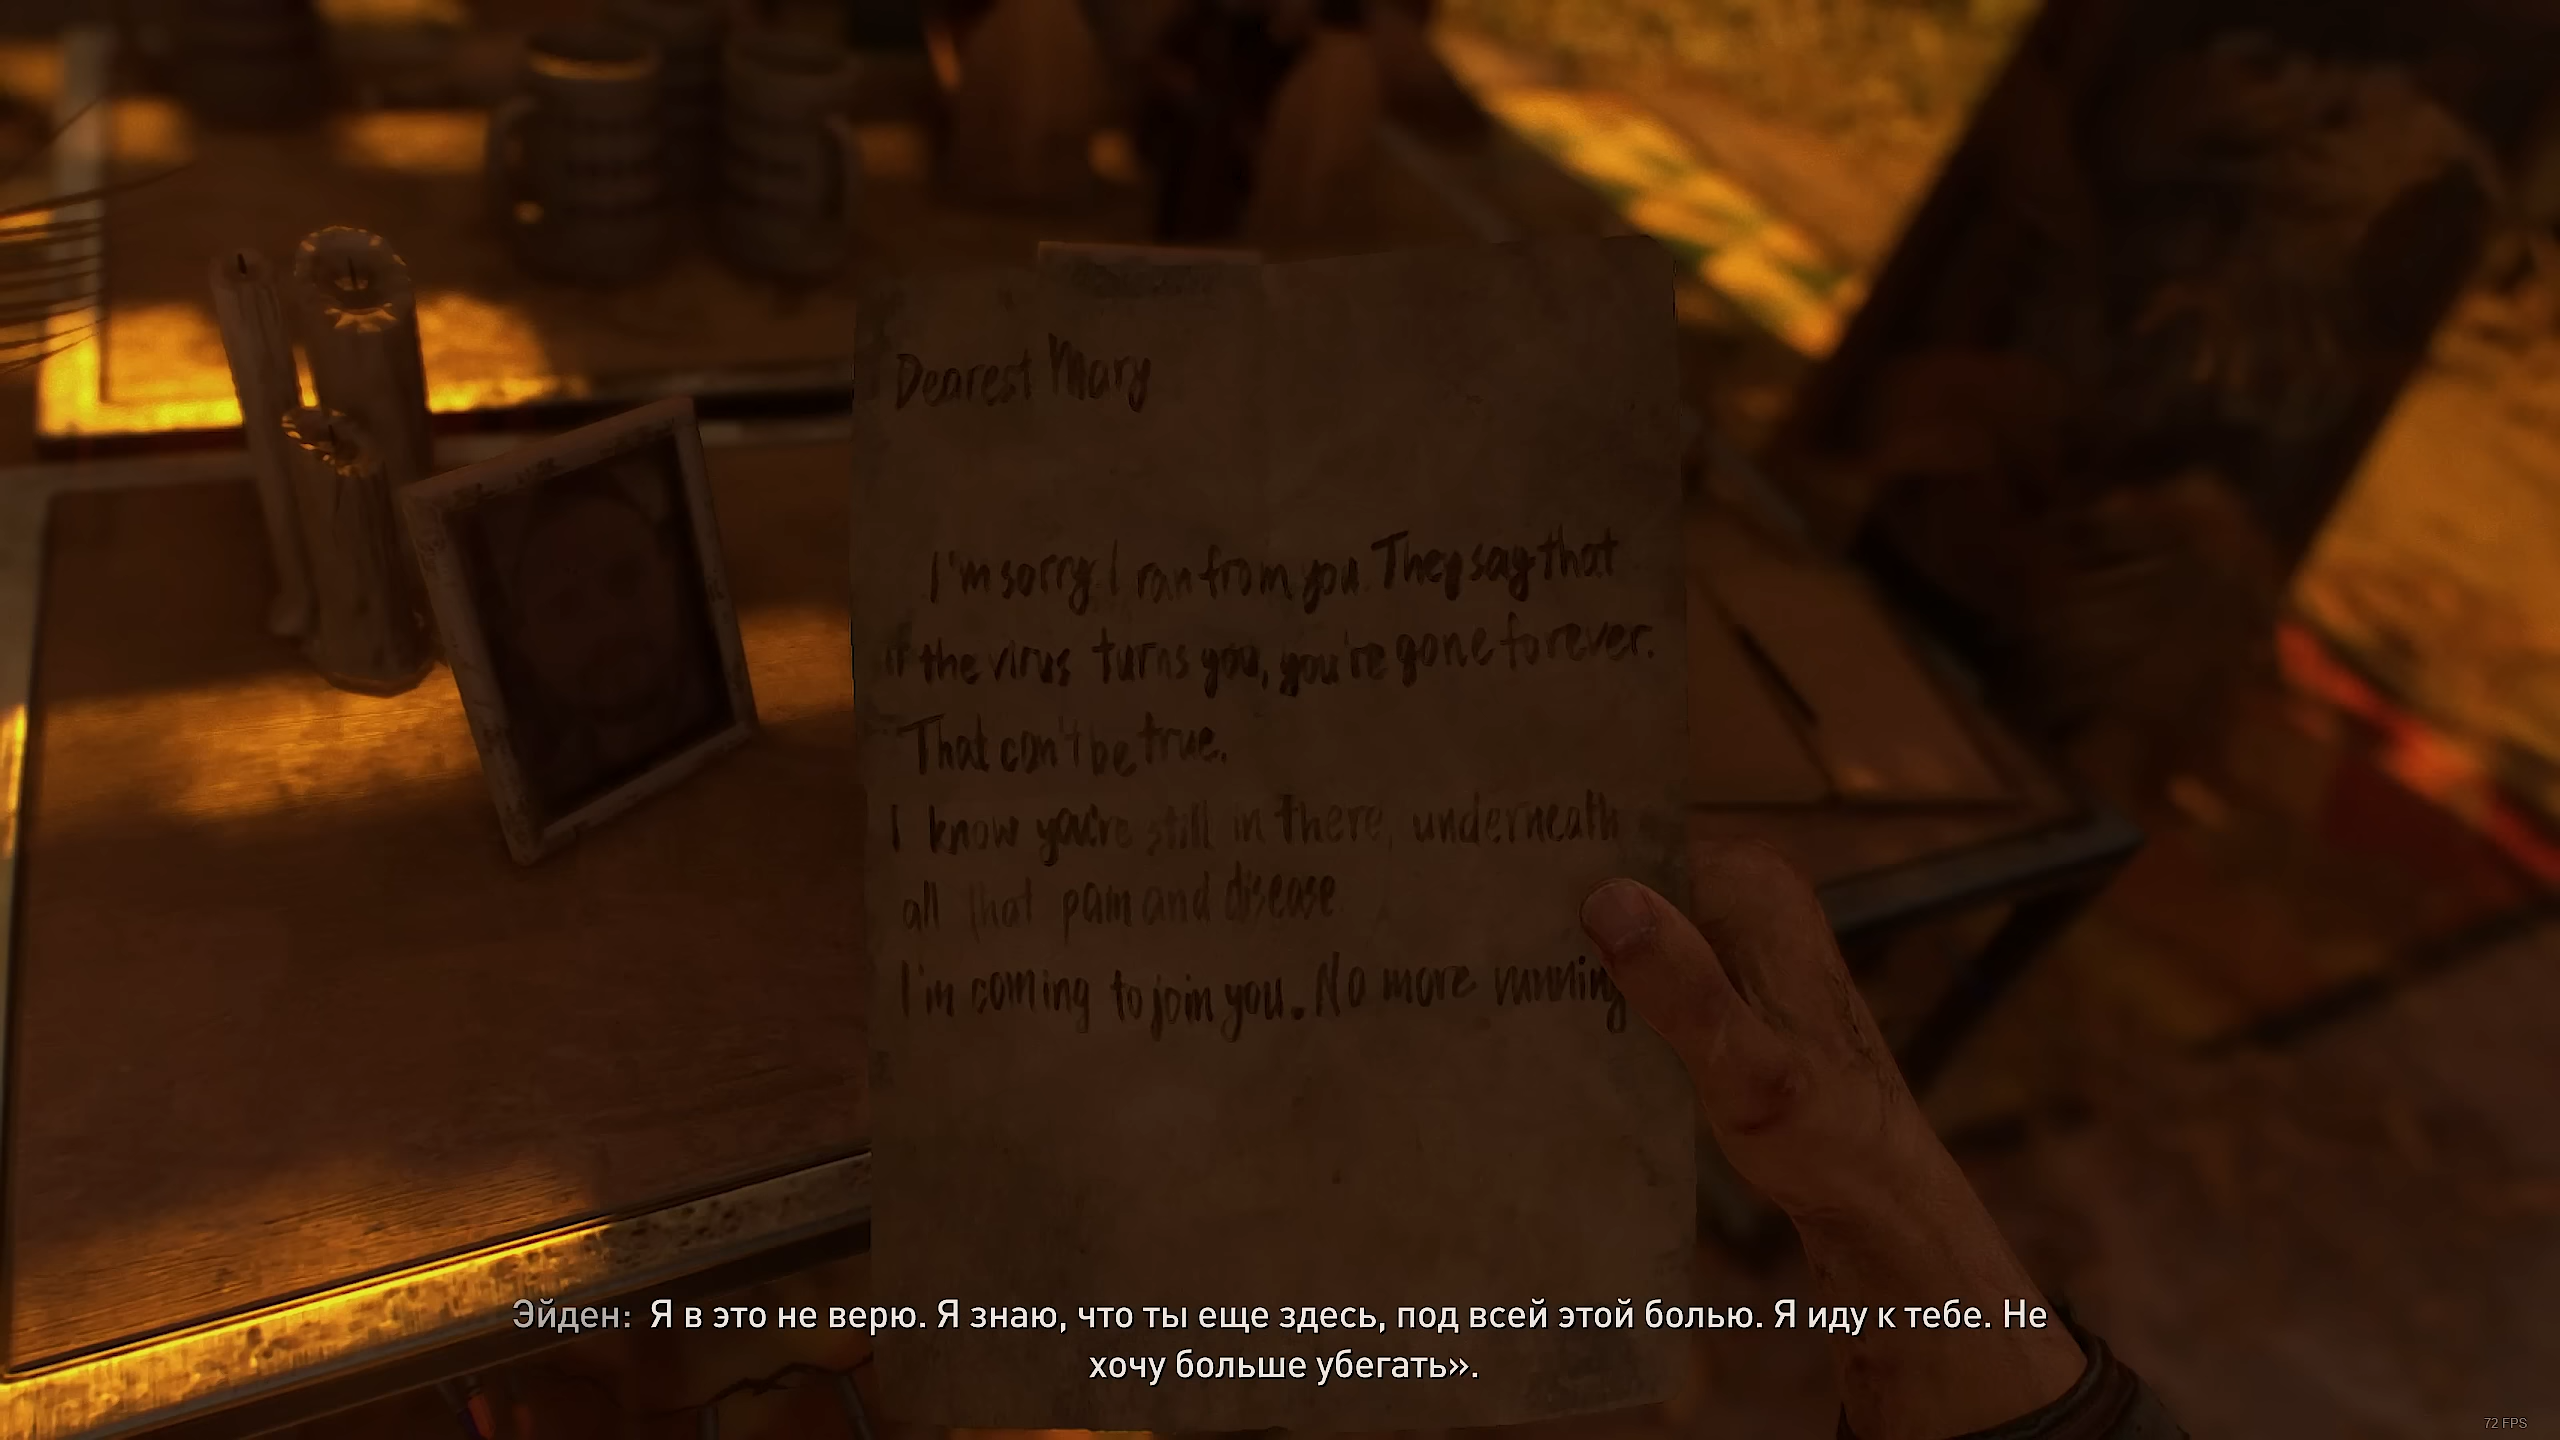 Dearest Mary
I'm sorry I ran from you. They say that
if the virus turns you, you're gone forever.
That can't be true.
I know you're still in there, underneath
all that pain and disease.
I'm coming to join you. No more running
Эйден: Я в это не верю. Я знаю, что ты еще здесь, под всей этой болью. Я иду к тебе. Не
хочу больше убегать».
72 FPS